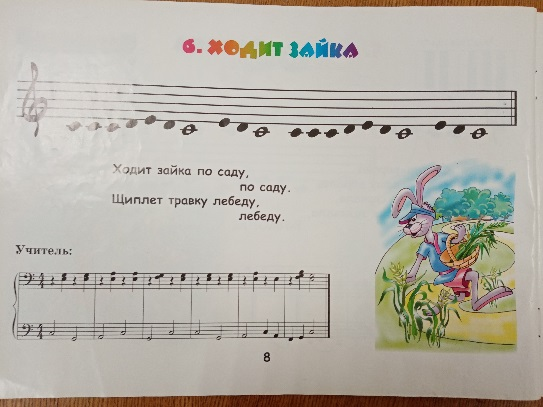 6. ХОДИТ ЗАЙКА
Ходит зайка по саду,
по саду.
Щиплет травку лебеду,
лебеду.
Учитель:
8